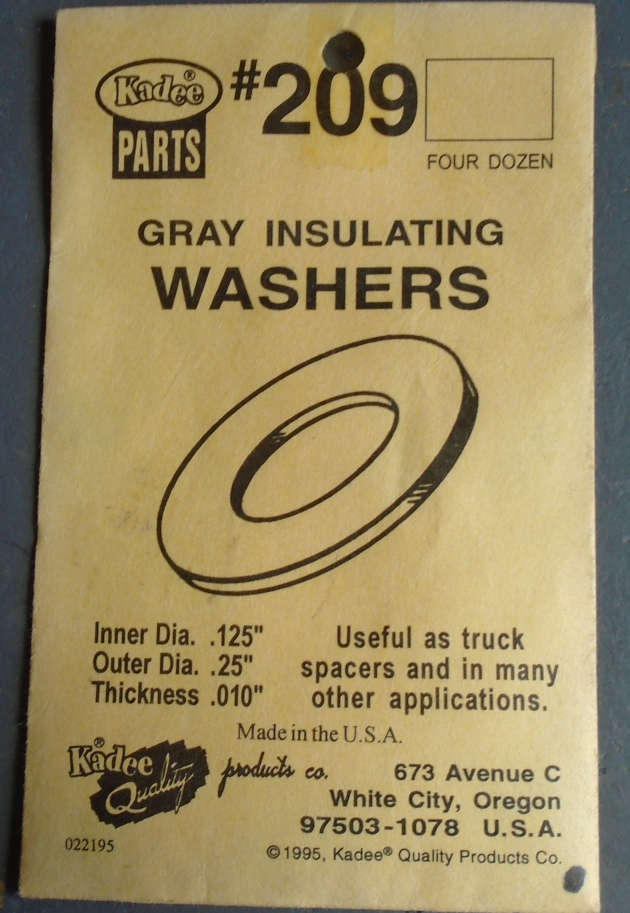 Kadee®
PARTS
#209
FOUR DOZEN
GRAY INSULATING
WASHERS
Inner Dia. .125"
Outer Dia. .25"
Thickness .010"
Useful as truck
spacers and in many
other applications.
Made in the U.S.A.
Kadee®
Quality
products co.
673 Avenue C
White City, Oregon
97503-1078 U.S.A.
022195
©1995, Kadee® Quality Products Co.